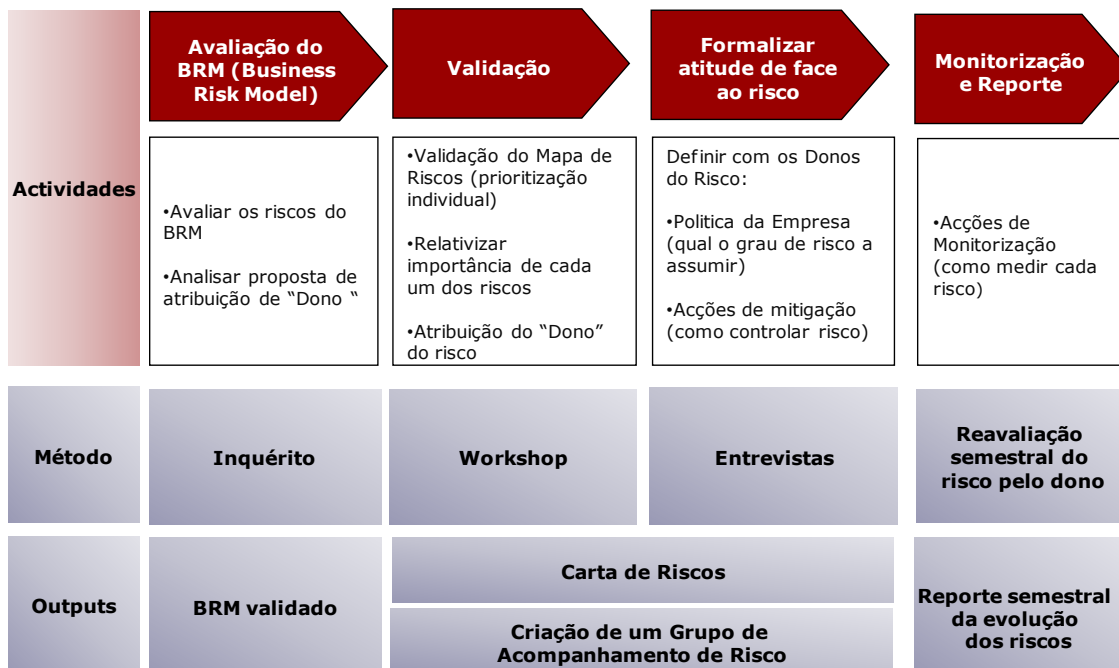 Avaliação do
BRM (Business
Risk Model)
Validação
Formalizar
atitude de face
ao risco
Monitorização
e Reporte
Actividades
•Avaliar os riscos do
BRM
•Analisar proposta de
atribuição de “Dono “
•Validação do Mapa de
Riscos (prioritização
individual)
•Relativizar
importância de cada
um dos riscos
•Atribuição do “Dono”
do risco
Definir com os Donos
do Risco:
•Politica da Empresa
(qual o grau de risco a
assumir)
•Acções de mitigação
(como controlar risco)
•Acções de
Monitorização
(como medir cada
risco)
Método
Inquérito
Workshop
Entrevistas
Reavaliação
semestral do
risco pelo dono
Outputs
BRM validado
Carta de Riscos
Criação de um Grupo de
Acompanhamento de Risco
Reporte semestral
da evolução
dos riscos